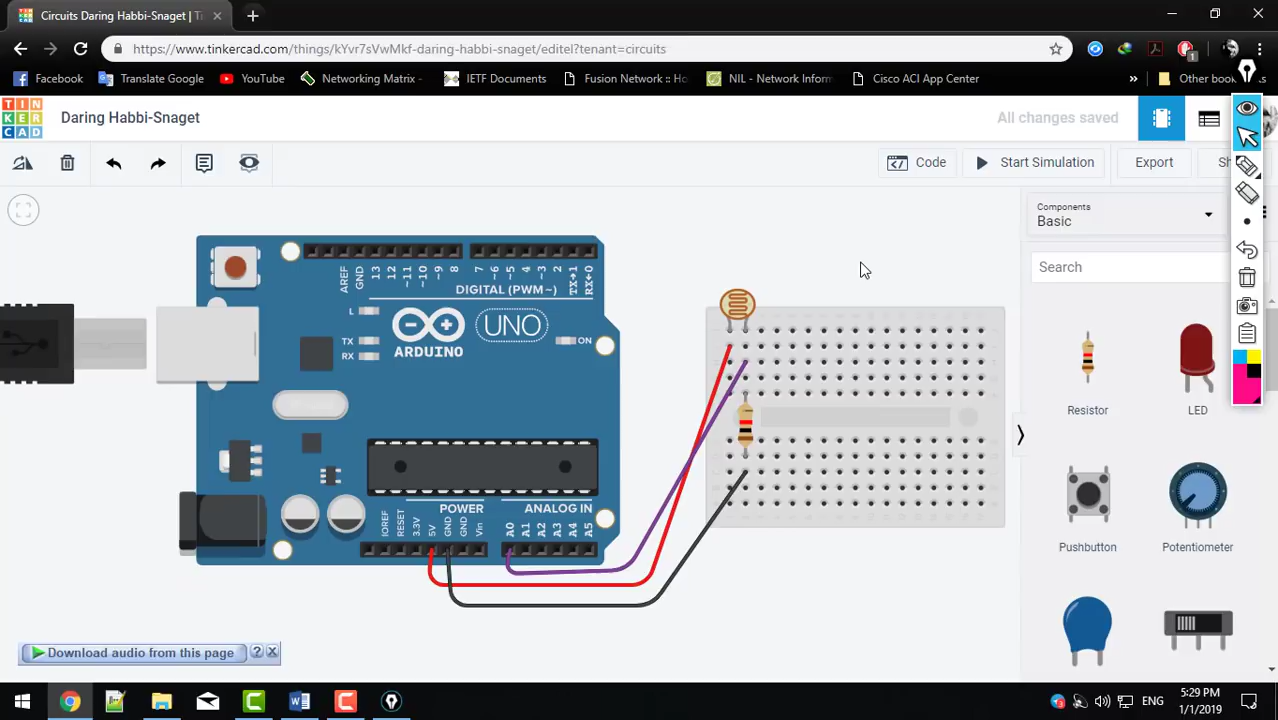 Circuits Daring Habbi-Snaget | Ti
https://www.tinkercad.com/things/kYvr7sVwMkf-daring-habbi-snaget/editel?tenant=circuits
1
Facebook
Translate Google
YouTube
Networking Matrix -
IETF Documents
Fusion Network :: Ho
NIL - Network Inform
Cisco ACI App Center
»
Other book
TIN
KER
CAD
Daring Habbi-Snaget
All changes saved
Code
Start Simulation
Export
Sh
Components
Basic
Search
Resistor
LED
Pushbutton
Potentiometer
AREF
GND
13
12
~11
~10
~9
8
7
~6
~5
4
~3
2
TX→1
RX←0
DIGITAL (PWM ~)
L
TX
RX
ARDUINO
UNO
ON
POWER
ANALOG IN
IOREF
RESET
3.3V
5V
GND
GND
Vin
A0
A1
A2
A3
A4
A5
Download audio from this page
?
ENG
5:29 PM
1/1/2019